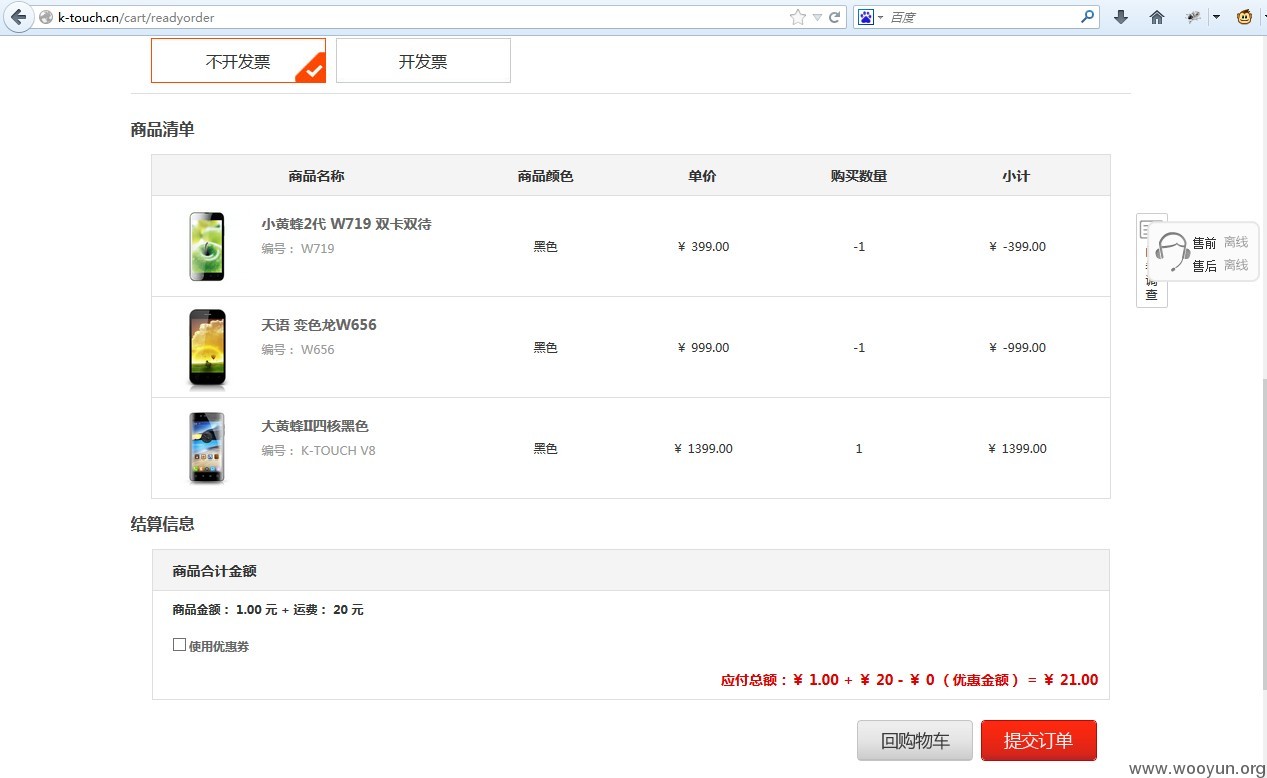 k-touch.cn/cart/readyorder
百度
不开发票
开发票
商品清单
商品名称 商品颜色 单价 购买数量 小计
小黄蜂2代 W719 双卡双待
编号： W719
黑色 ¥ 399.00 -1 ¥ -399.00
天语 变色龙W656
编号： W656
黑色 ¥ 999.00 -1 ¥ -999.00
大黄蜂II四核黑色
编号： K-TOUCH V8
黑色 ¥ 1399.00 1 ¥ 1399.00
售前 离线
售后 离线
调
查
结算信息
商品合计金额
商品金额： 1.00 元 + 运费： 20 元
使用优惠券
应付总额：¥ 1.00 + ¥ 20 - ¥ 0（优惠金额） = ¥ 21.00
回购物车
提交订单
www.wooyun.org